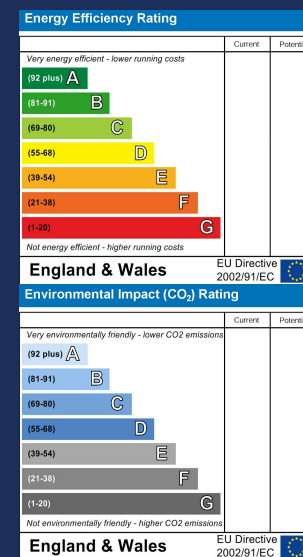 Energy Efficiency Rating
Current Potenti
Very energy efficient - lower running costs
(92 plus) A
(81-91) B
(69-80) C
(55-68) D
(39-54) E
(21-38) F
(1-20) G
Not energy efficient - higher running costs
England & Wales EU Directive 2002/91/EC
Environmental Impact (CO₂) Rating
Current Potenti
Very environmentally friendly - lower CO2 emissions
(92 plus) A
(81-91) B
(69-80) C
(55-68) D
(39-54) E
(21-38) F
(1-20) G
Not environmentally friendly - higher CO2 emissions
England & Wales EU Directive 2002/91/EC